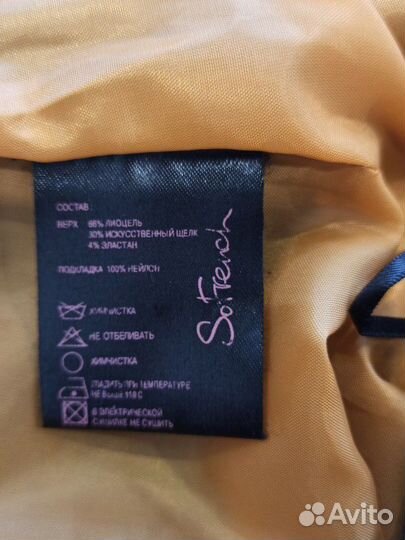 СОСТАВ:
ВЕРХ 66% ЛИОЦЕЛЬ
30% ИСКУССТВЕННЫЙ ЩЕЛК
4% ЭЛАСТАН
ПОДКЛАДКА 100% НЕЙЛОН
ХИМЧИСТКА
НЕ ОТБЕЛИВАТЬ
ХИМЧИСТКА
ГЛАДИТЬ ПРИ ТЕМПЕРАТУРЕ
НЕ ВЫШЕ 110 С
В ЭЛЕКТРИЧЕСКОЙ
СУШИЛКЕ НЕ СУШИТЬ
So.French
Avito